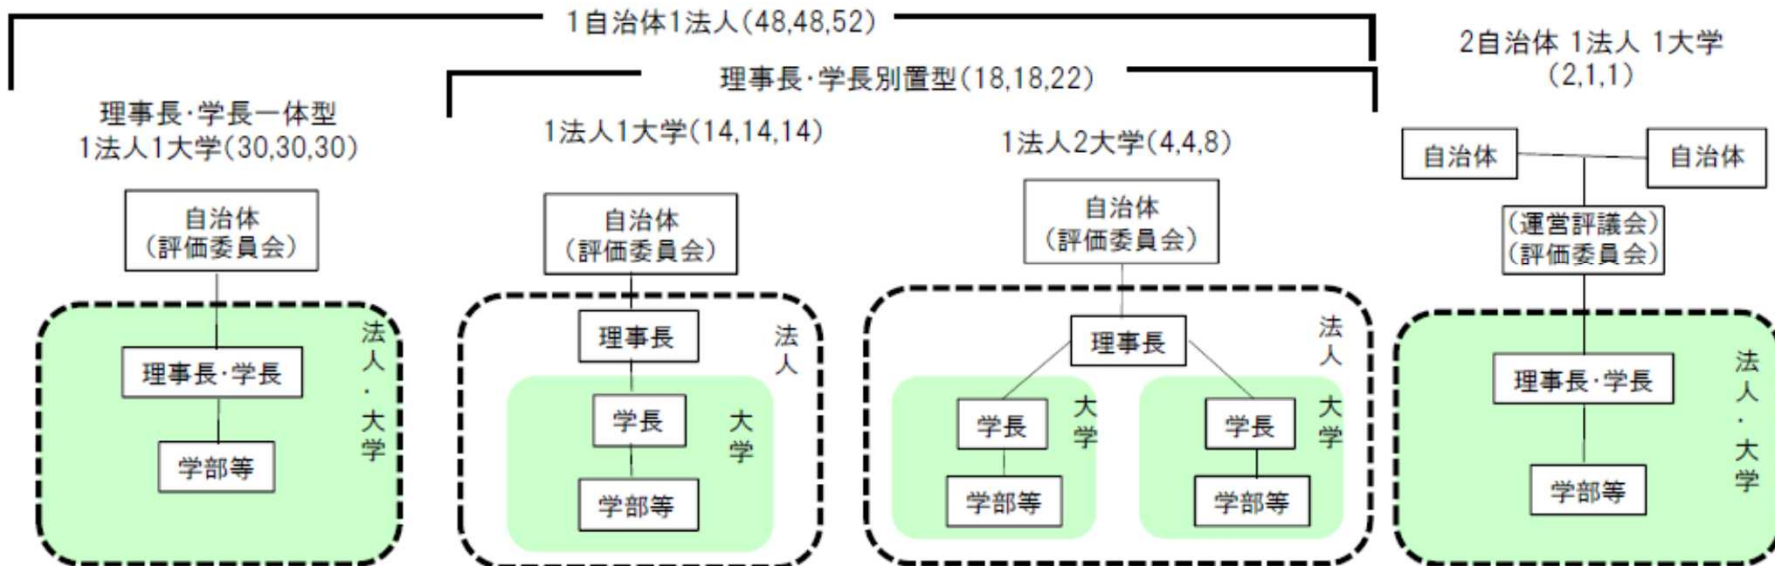 1自治体1法人(48,48,52)
理事長・学長別置型(18,18,22)
2自治体 1法人 1大学
(2,1,1)
理事長・学長一体型
1法人1大学(30,30,30)
自治体
(評価委員会)
理事長・学長
学部等
法人・大学
1法人1大学(14,14,14)
自治体
(評価委員会)
理事長
法人
学長
大学
学部等
1法人2大学(4,4,8)
自治体
(評価委員会)
理事長
法人
学長
大学
学部等
学長
大学
学部等
自治体
自治体
(運営評議会)
(評価委員会)
理事長・学長
学部等
法人・大学